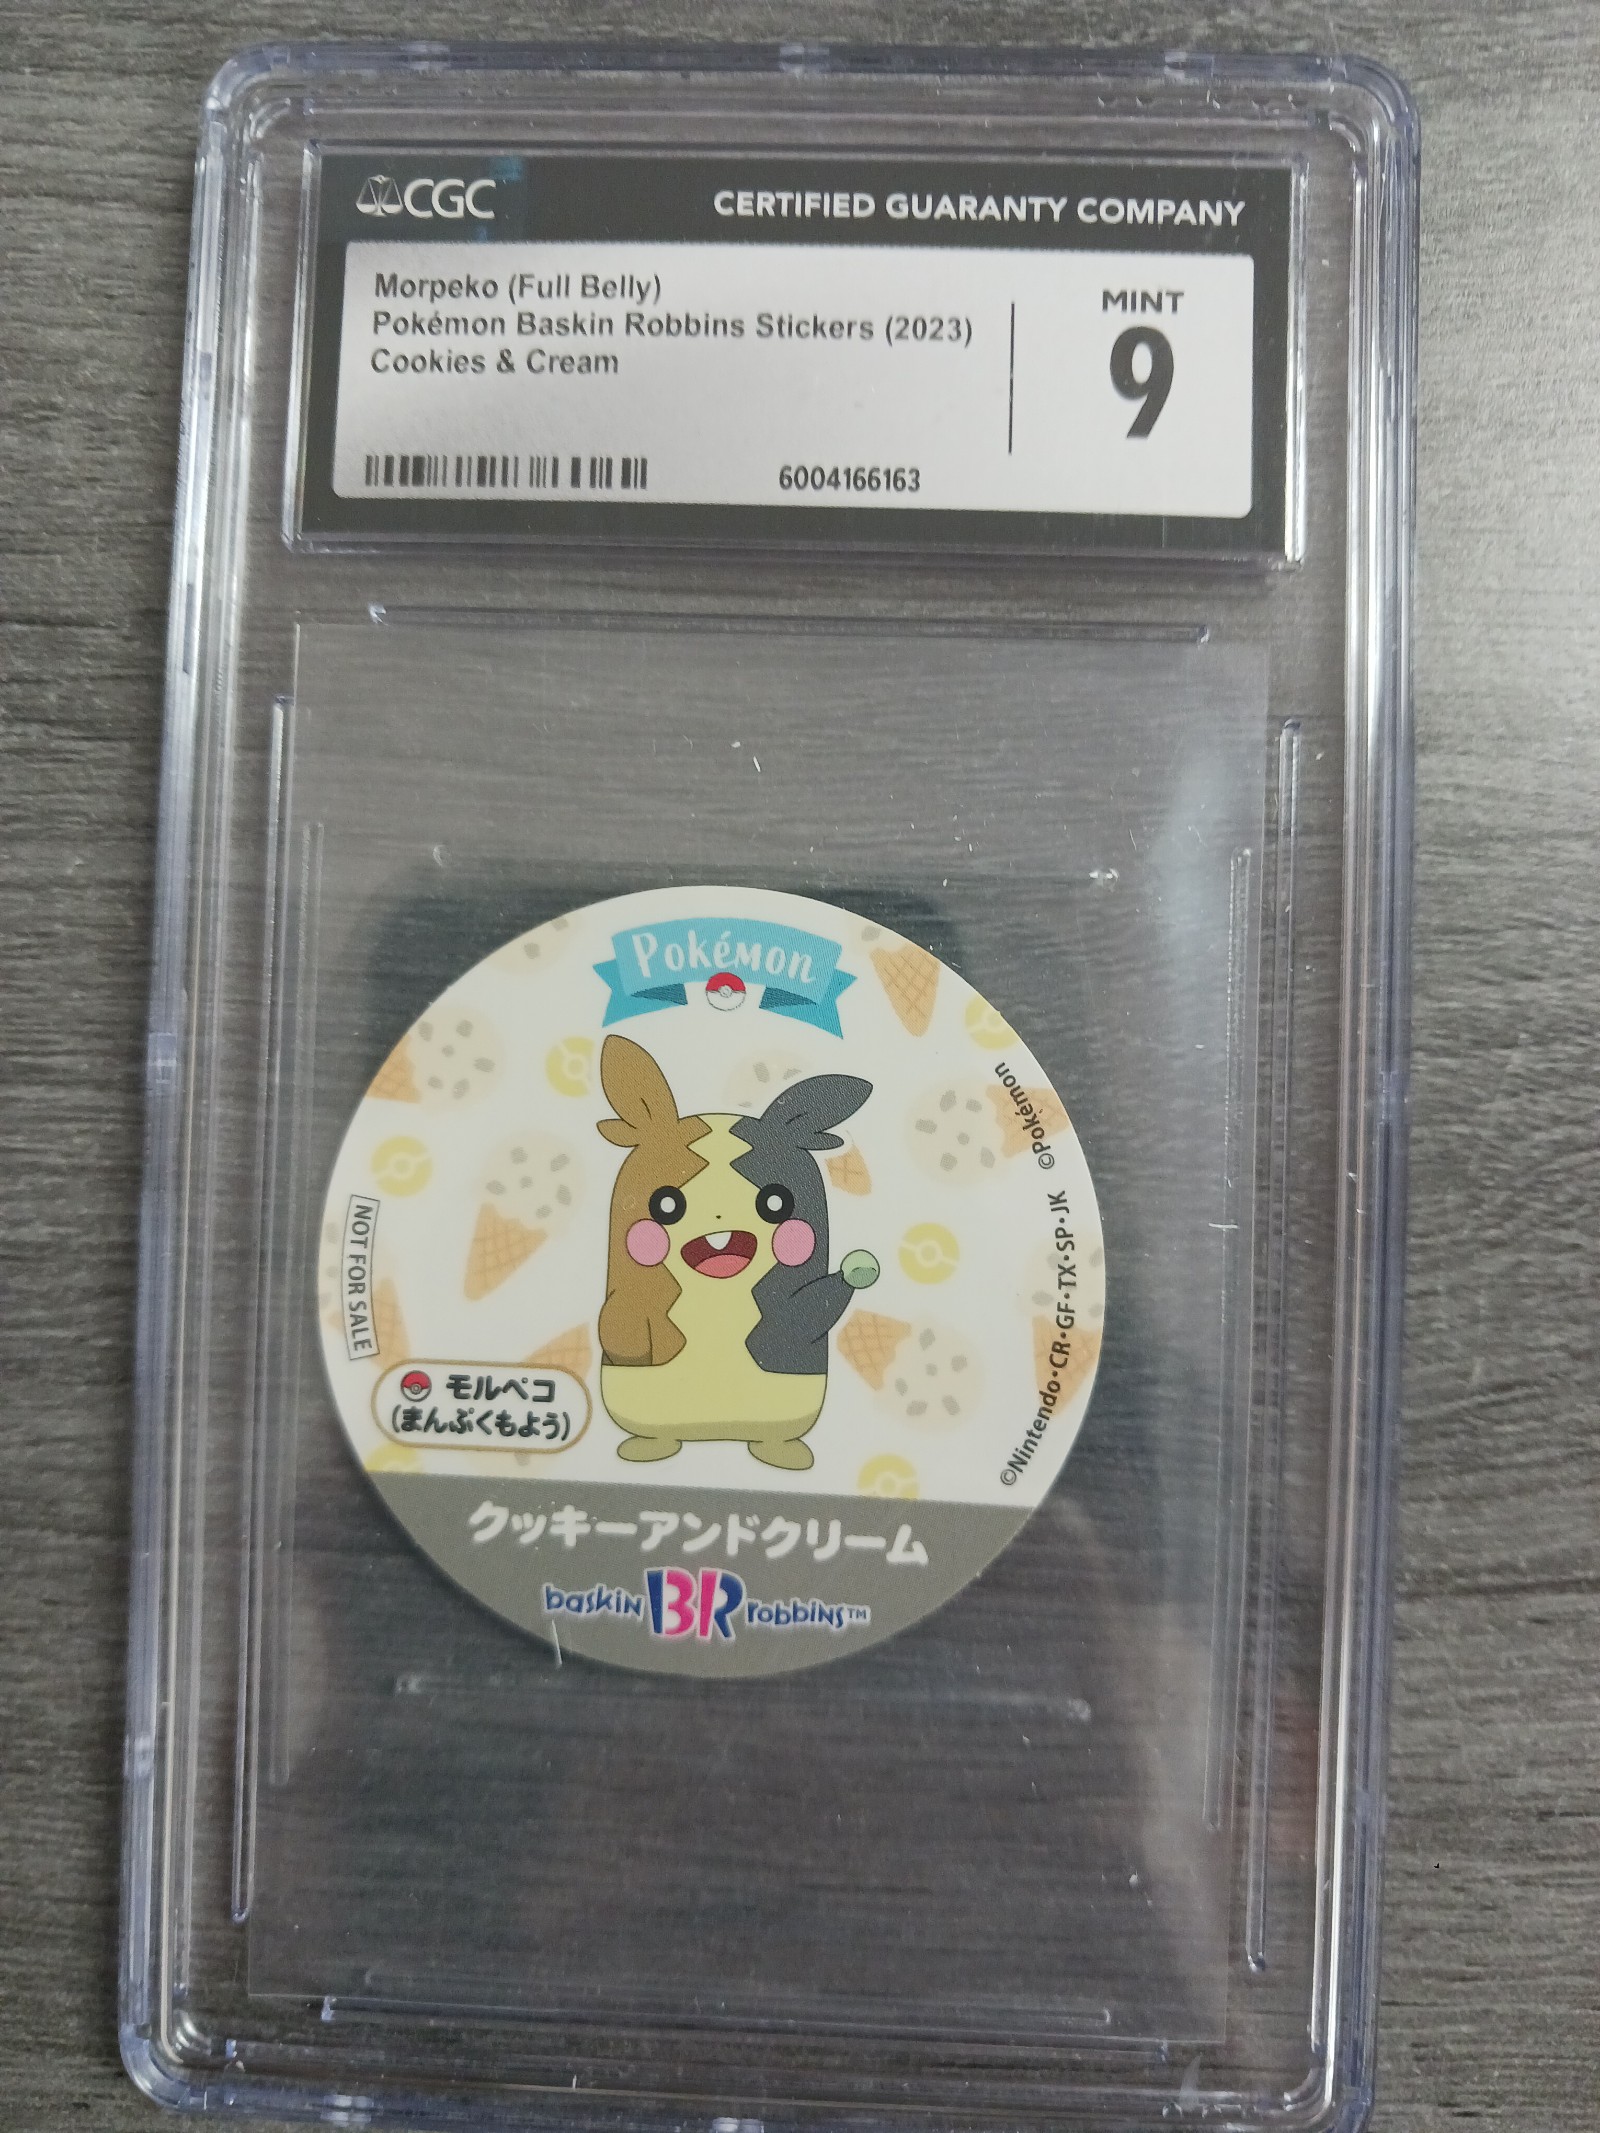 CGC
CERTIFIED GUARANTY COMPANY
Morpeko (Full Belly)
Pokémon Baskin Robbins Stickers (2023)
Cookies & Cream
MINT
9
6004166163
Pokémon
©Pokémon
©Nintendo・CR・GF・TX・SP・JK
NOT FOR SALE
モルペコ
(まんぷくもよう)
クッキーアンドクリーム
baskin BR robbins™